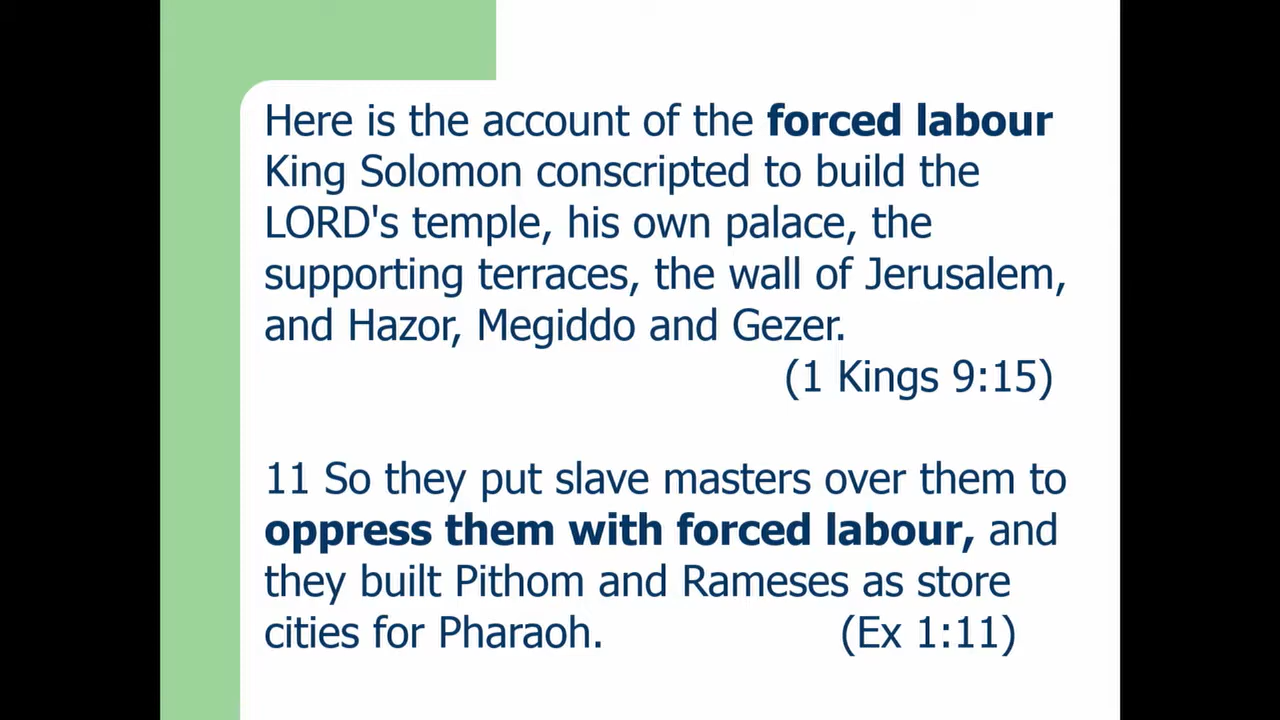 Here is the account of the forced labour
King Solomon conscripted to build the
LORD's temple, his own palace, the
supporting terraces, the wall of Jerusalem,
and Hazor, Megiddo and Gezer.
(1 Kings 9:15)
11 So they put slave masters over them to
oppress them with forced labour, and
they built Pithom and Rameses as store
cities for Pharaoh. (Ex 1:11)